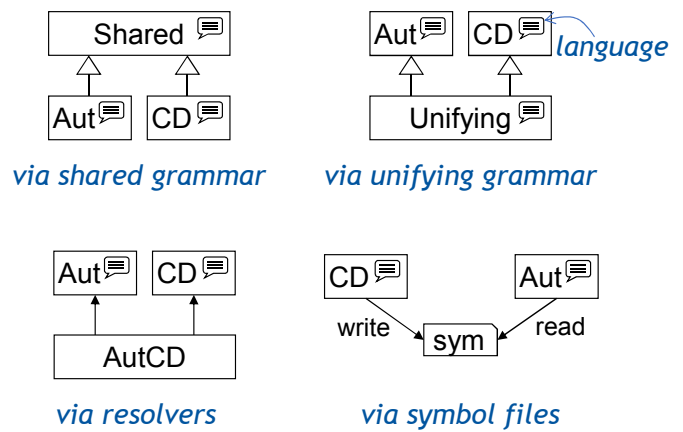 Shared
Aut CD
via shared grammar
Aut CD
language
Unifying
via unifying grammar
Aut CD
AutCD
via resolvers
CD Aut
write read
sym
via symbol files